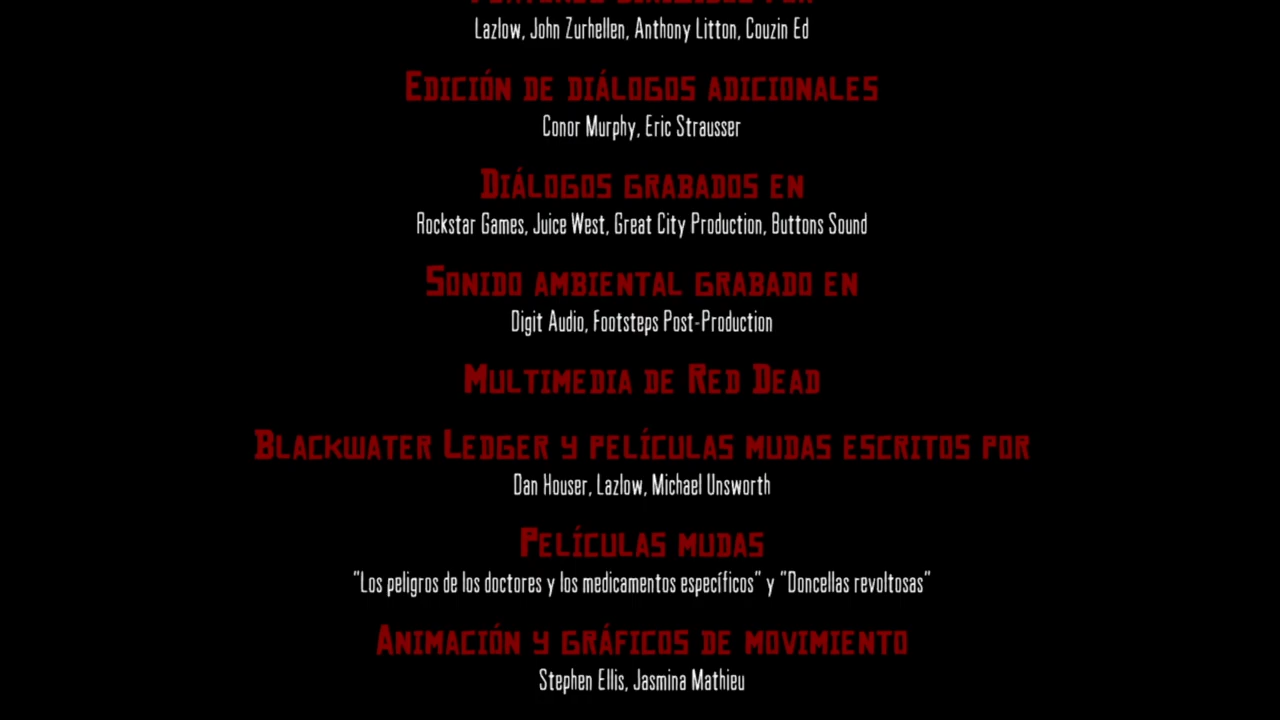 Lazlow, John Zurhellen, Anthony Litton, Couzin Ed
Edición de diálogos adicionales
Conor Murphy, Eric Strausser
Diálogos grabados en
Rockstar Games, Juice West, Great City Production, Buttons Sound
Sonido ambiental grabado en
Digit Audio, Footsteps Post-Production
Multimedia de Red Dead
Blackwater Ledger y películas mudas escritos por
Dan Houser, Lazlow, Michael Unsworth
Películas mudas
"Los peligros de los doctores y los medicamentos específicos" y "Doncellas revoltosas"
Animación y gráficos de movimiento
Stephen Ellis, Jasmina Mathieu